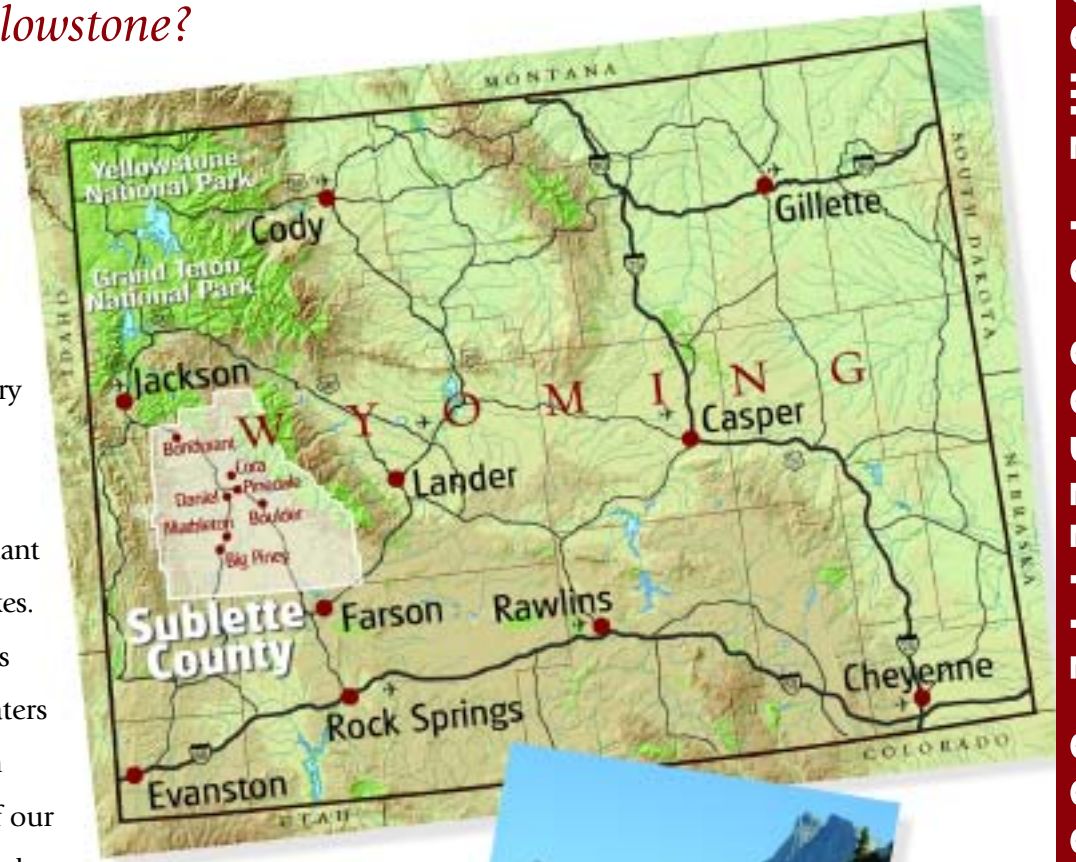 lowstone?
MONTANA
Yellowstone
National Park
Cody
Gillette
SOUTH DAKOTA
Grand Teton
National Park
IDAHO
Jackson
ry
WYOMING
Casper
Bondurant
Cora
Pinedale
Daniel
Boulder
Marbleton
Big Piney
Lander
NEBRASKA
ant
kes.
Sublette
County
Farson
Rawlins
s
Cheyenne
aters
Rock Springs
COLORADO
Evanston
f our
UTAH